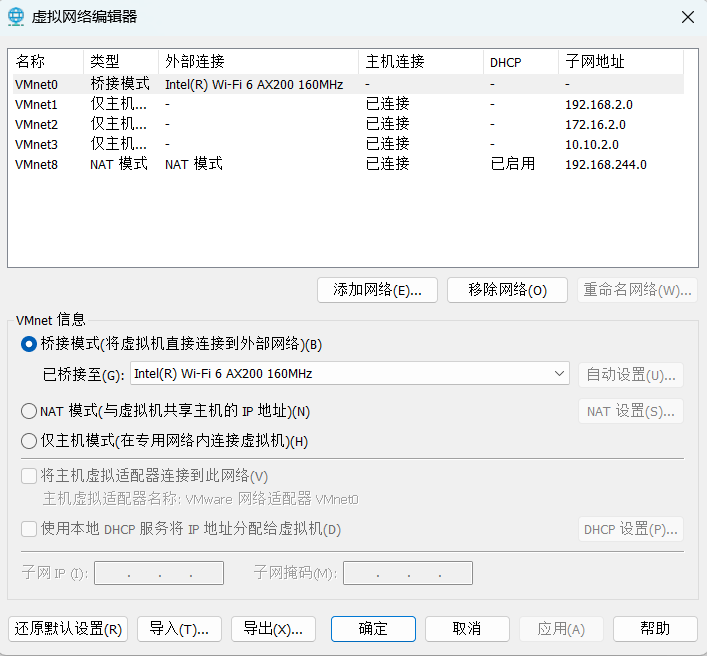 虚拟网络编辑器
名称 类型 外部连接 主机连接 DHCP 子网地址
VMnet0 桥接模式 Intel(R) Wi-Fi 6 AX200 160MHz - - -
VMnet1 仅主机... - 已连接 - 192.168.2.0
VMnet2 仅主机... - 已连接 - 172.16.2.0
VMnet3 仅主机... - 已连接 - 10.10.2.0
VMnet8 NAT 模式 NAT 模式 已连接 已启用 192.168.244.0
添加网络(E)... 移除网络(O) 重命名网络(W)...
VMnet 信息
桥接模式(将虚拟机直接连接到外部网络)(B)
已桥接至(G): Intel(R) Wi-Fi 6 AX200 160MHz 自动设置(U)...
NAT 模式(与虚拟机共享主机的 IP 地址)(N) NAT 设置(S)...
仅主机模式(在专用网络内连接虚拟机)(H)
将主机虚拟适配器连接到此网络(V)
主机虚拟适配器名称: VMware 网络适配器 VMnet0
使用本地 DHCP 服务将 IP 地址分配给虚拟机(D) DHCP 设置(P)...
子网 IP (I): . . . 子网掩码(M): . . .
还原默认设置(R) 导入(T)... 导出(X)... 确定 取消 应用(A) 帮助